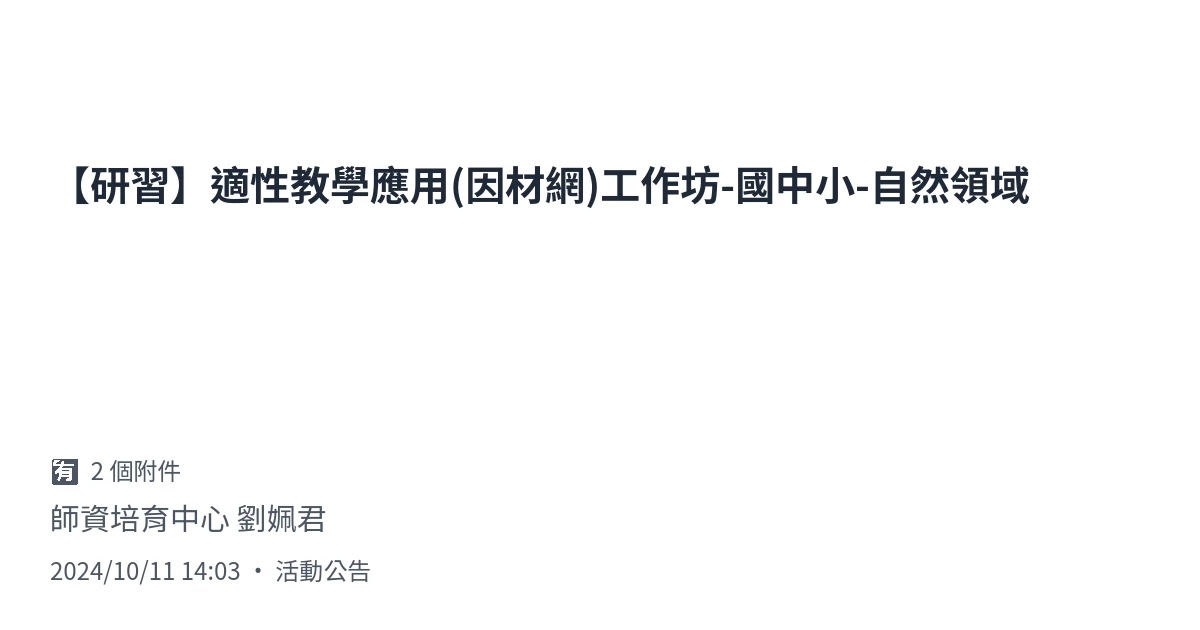 【研習】適性教學應用(因材網)工作坊-國中小-自然領域
🈶 2 個附件
師資培育中心 劉姵君
2024/10/11 14:03 • 活動公告